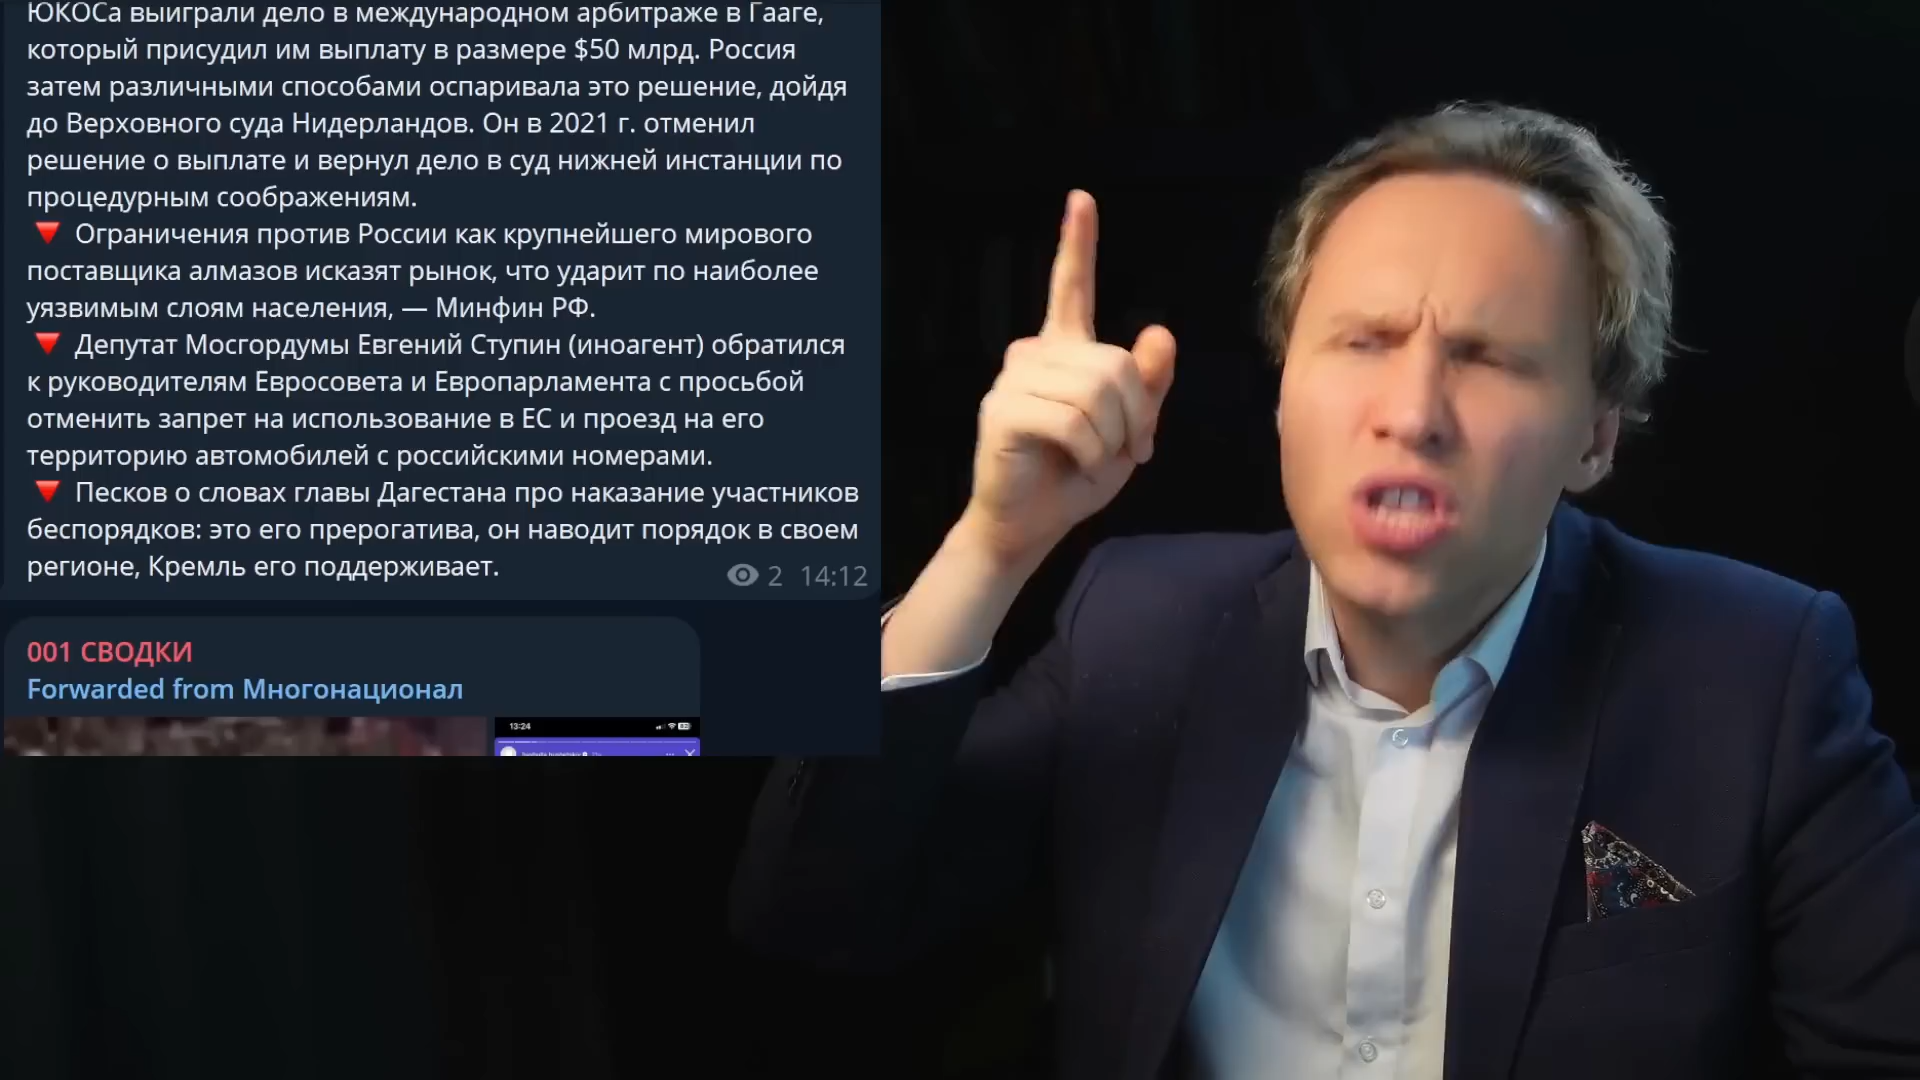 ЮКОСа выиграли дело в международном арбитраже в Гааге,
который присудил им выплату в размере $50 млрд. Россия
затем различными способами оспаривала это решение, дойдя
до Верховного суда Нидерландов. Он в 2021 г. отменил
решение о выплате и вернул дело в суд нижней инстанции по
процедурным соображениям.
Ограничения против России как крупнейшего мирового
поставщика алмазов исказят рынок, что ударит по наиболее
уязвимым слоям населения, — Минфин РФ.
Депутат Мосгордумы Евгений Ступин (иноагент) обратился
к руководителям Евросовета и Европарламента с просьбой
отменить запрет на использование в ЕС и проезд на его
территорию автомобилей с российскими номерами.
Песков о словах главы Дагестана про наказание участников
беспорядков: это его прерогатива, он наводит порядок в своем
регионе, Кремль его поддерживает.
2 14:12
001 СВОДКИ
Forwarded from Многонационал
13:24